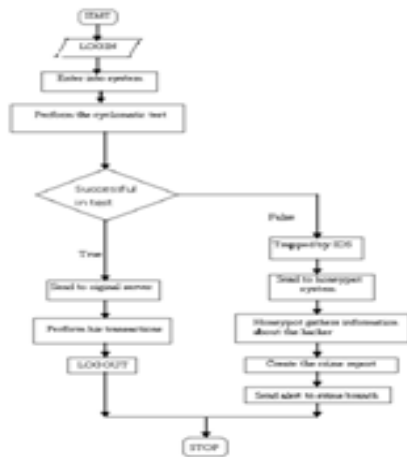 START
LOGIN
Enter into system
Perform the cyclomatic test
Successful
in test
False
True
Trapped by IDS
Send to signal server
Send to honeypot
system
Perform his transactions
Honeypot gathers information
about the hacker
LOGOUT
Create the crime report
Send alert to crime branch
STOP